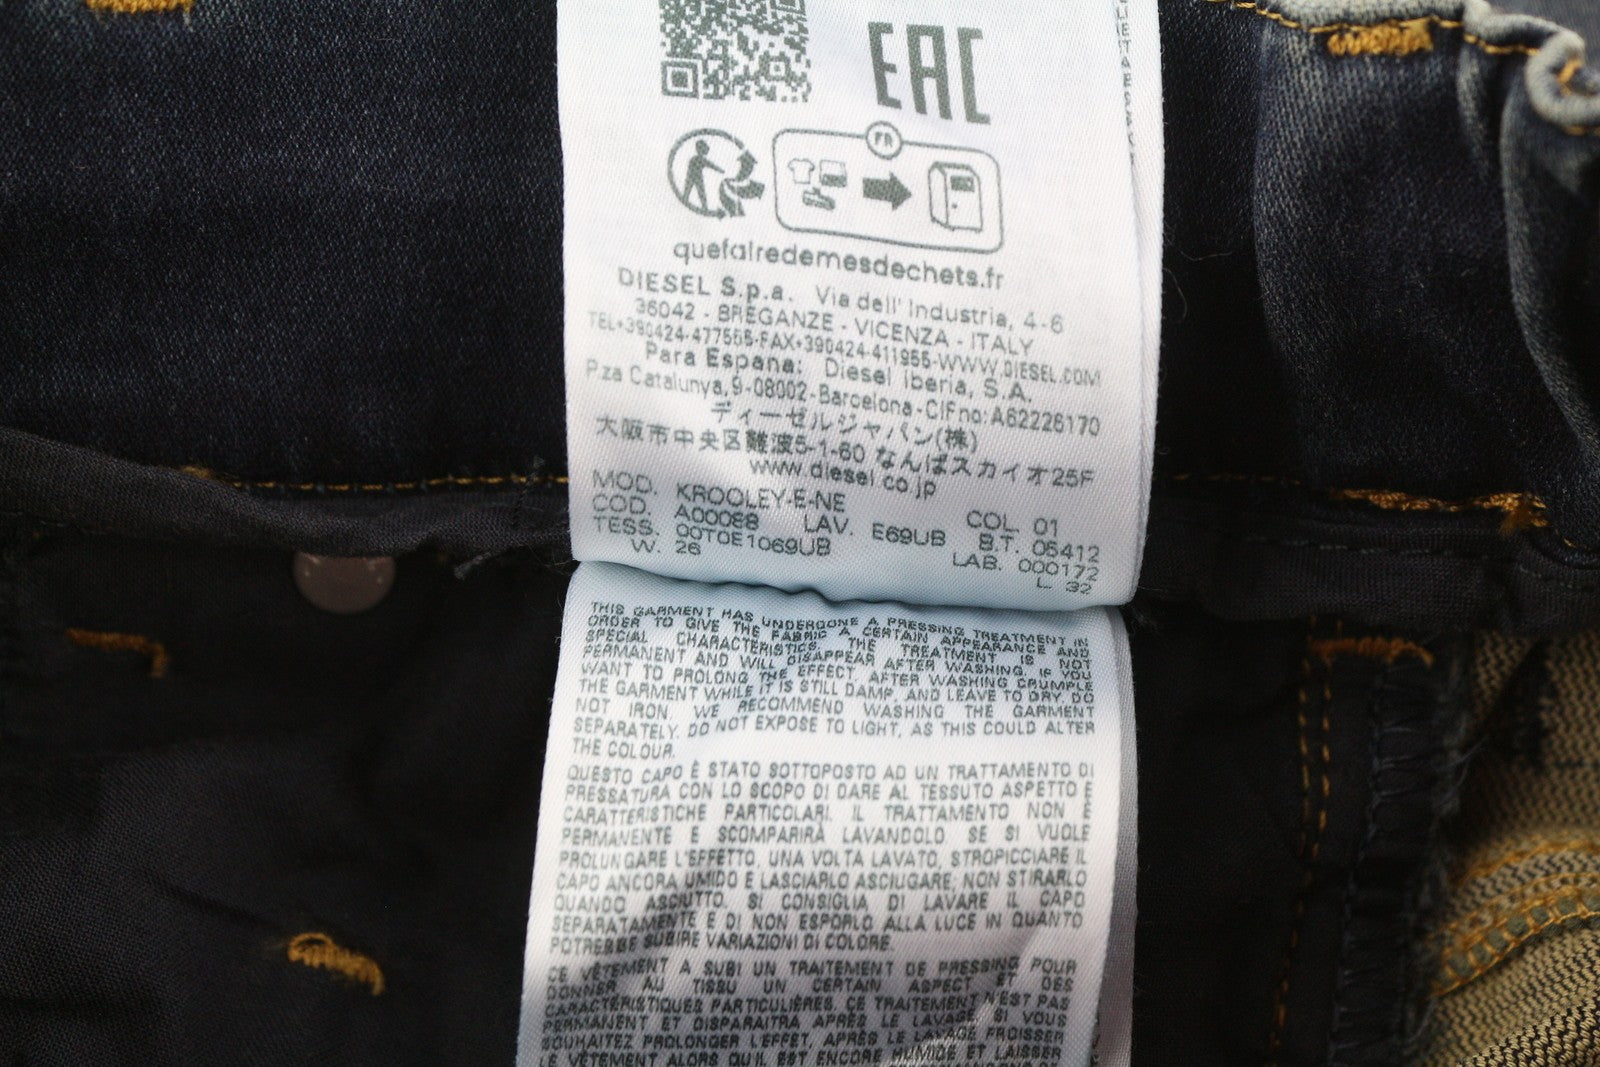 EAC
FR
quefairedemesdechets.fr
DIESEL S.p.a. Via dell' Industria, 4-6
36042 - BREGANZE - VICENZA - ITALY
TEL+390424-477555-FAX+390424-411955-WWW.DIESEL.COM
Para Espana: Diesel Iberia, S.A.
P.za Catalunya,9-08002-Barcelona-CIFno:A62226170
ディーゼルジャパン(株)
大阪市中央区難波5-1-60 なんばスカイオ25F
www.diesel.co.jp
MOD. KROOLEY-E-NE
COD. A00088 LAV. E69UB COL. 01
TESS. 00T0E1069UB B.T. 05412
W. 26 LAB. 000172
L. 32
THIS GARMENT HAS UNDERGONE A PRESSING TREATMENT IN
ORDER TO GIVE THE FABRIC A CERTAIN APPEARANCE AND
SPECIAL CHARACTERISTICS. THE TREATMENT IS NOT
PERMANENT AND WILL DISAPPEAR AFTER WASHING. IF YOU
WANT TO PROLONG THE EFFECT, AFTER WASHING CRUMPLE
THE GARMENT WHILE IT IS STILL DAMP, AND LEAVE TO DRY. DO
NOT IRON. WE RECOMMEND WASHING THE GARMENT
SEPARATELY. DO NOT EXPOSE TO LIGHT, AS THIS COULD ALTER
THE COLOUR.
QUESTO CAPO È STATO SOTTOPOSTO AD UN TRATTAMENTO DI
PRESSATURA CON LO SCOPO DI DARE AL TESSUTO ASPETTO E
CARATTERISTICHE PARTICOLARI. IL TRATTAMENTO NON È
PERMANENTE E SCOMPARIRÀ LAVANDOLO. SE SI VUOLE
PROLUNGARE L'EFFETTO, UNA VOLTA LAVATO, STROPICCIARE IL
CAPO ANCORA UMIDO E LASCIARLO ASCIUGARE; NON STIRARLO
QUANDO ASCIUTTO. SI CONSIGLIA DI LAVARE IL CAPO
SEPARATAMENTE E DI NON ESPORLO ALLA LUCE IN QUANTO
POTREBBE SUBIRE VARIAZIONI DI COLORE.
CE VÊTEMENT A SUBI UN TRAITEMENT DE PRESSING POUR
DONNER AU TISSU UN CERTAIN ASPECT ET DES
CARACTÉRISTIQUES PARTICULIÈRES. CE TRAITEMENT N'EST PAS
PERMANENT ET DISPARAITRA APRÈS LE LAVAGE. SI VOUS
SOUHAITEZ PROLONGER L'EFFET, APRÈS LE LAVAGE FROISSER
LE VÊTEMENT ALORS QU'IL EST ENCORE HUMIDE ET LAISSER